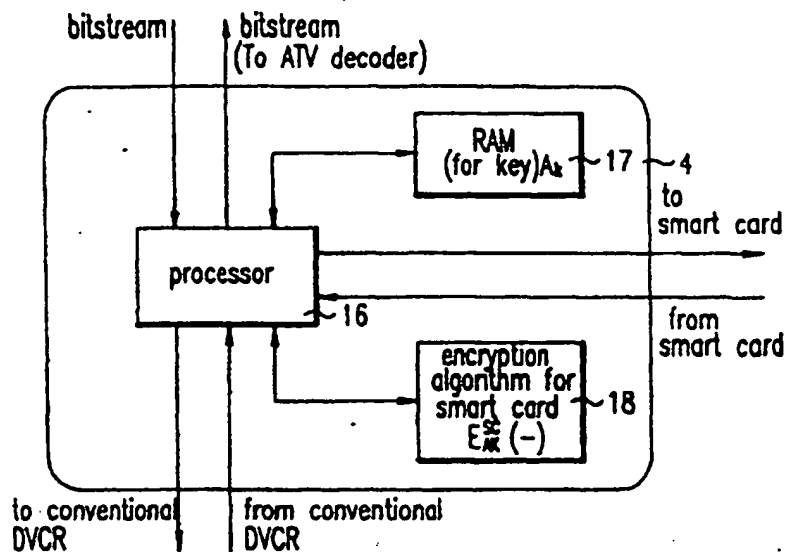 bitstream
bitstream
(To ATV decoder)
RAM
(for key)Ak
17
4
to
smart card
processor
16
from
smart card
encryption
algorithm for
smart card
18
(-)
to conventional
DVCR
from conventional
DVCR